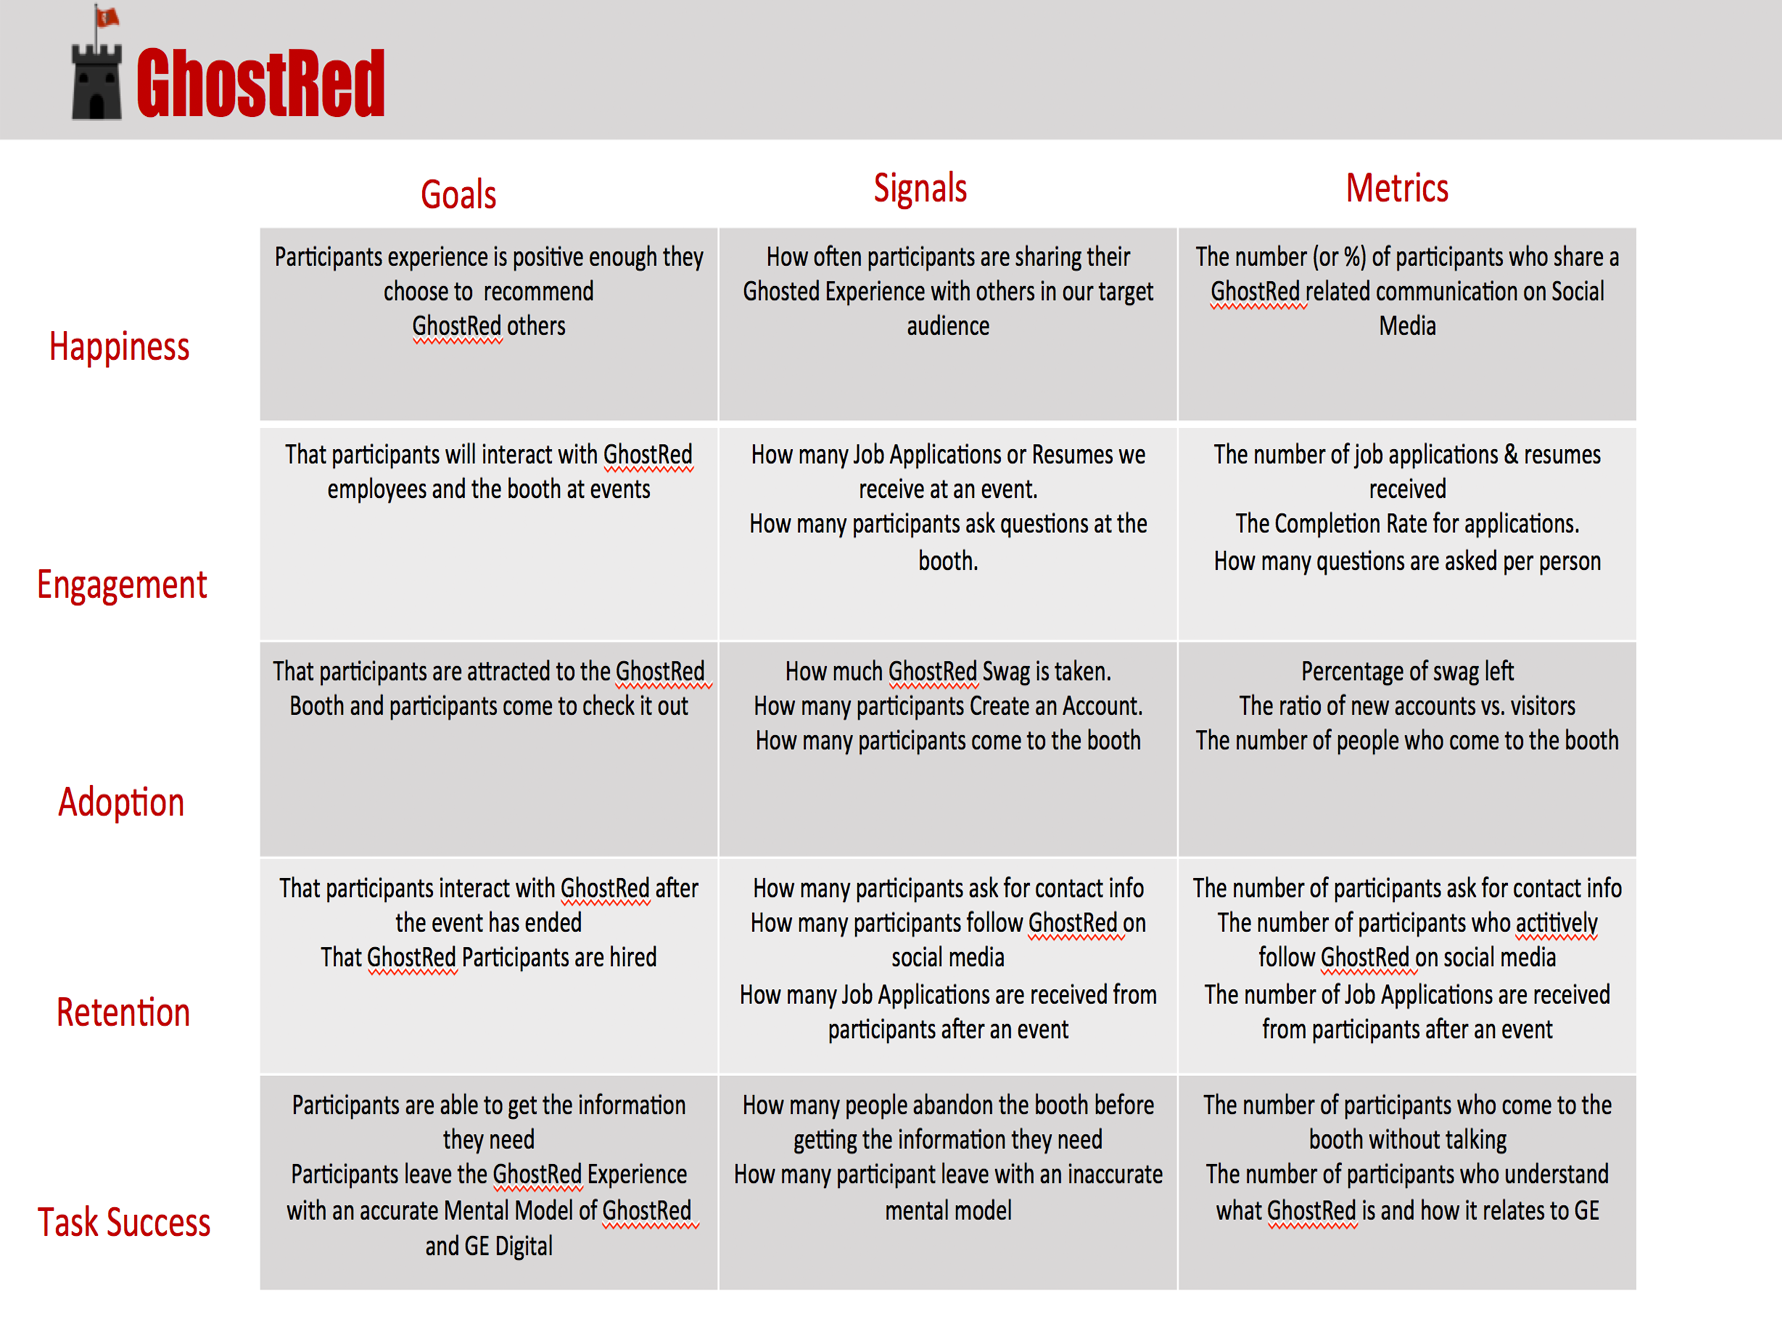 GhostRed
Goals
Signals
Metrics
Happiness
Participants experience is positive enough they
choose to  recommend
GhostRed others
How often participants are sharing their
Ghosted Experience with others in our target
audience
The number (or %) of participants who share a
GhostRed related communication on Social
Media
Engagement
That participants will interact with GhostRed
employees and the booth at events
How many Job Applications or Resumes we
receive at an event.
How many participants ask questions at the
booth.
The number of job applications & resumes
received
The Completion Rate for applications.
How many questions are asked per person
Adoption
That participants are attracted to the GhostRed
Booth and participants come to check it out
How much GhostRed Swag is taken.
How many participants Create an Account.
How many participants come to the booth
Percentage of swag left
The ratio of new accounts vs. visitors
The number of people who come to the booth
Retention
That participants interact with GhostRed after
the event has ended
That GhostRed Participants are hired
How many participants ask for contact info
How many participants follow GhostRed on
social media
How many Job Applications are received from
participants after an event
The number of participants ask for contact info
The number of participants who actitively
follow GhostRed on social media
The number of Job Applications are received
from participants after an event
Task Success
Participants are able to get the information
they need
Participants leave the GhostRed Experience
with an accurate Mental Model of GhostRed
and GE Digital
How many people abandon the booth before
getting the information they need
How many participant leave with an inaccurate
mental model
The number of participants who come to the
booth without talking
The number of participants who understand
what GhostRed is and how it relates to GE